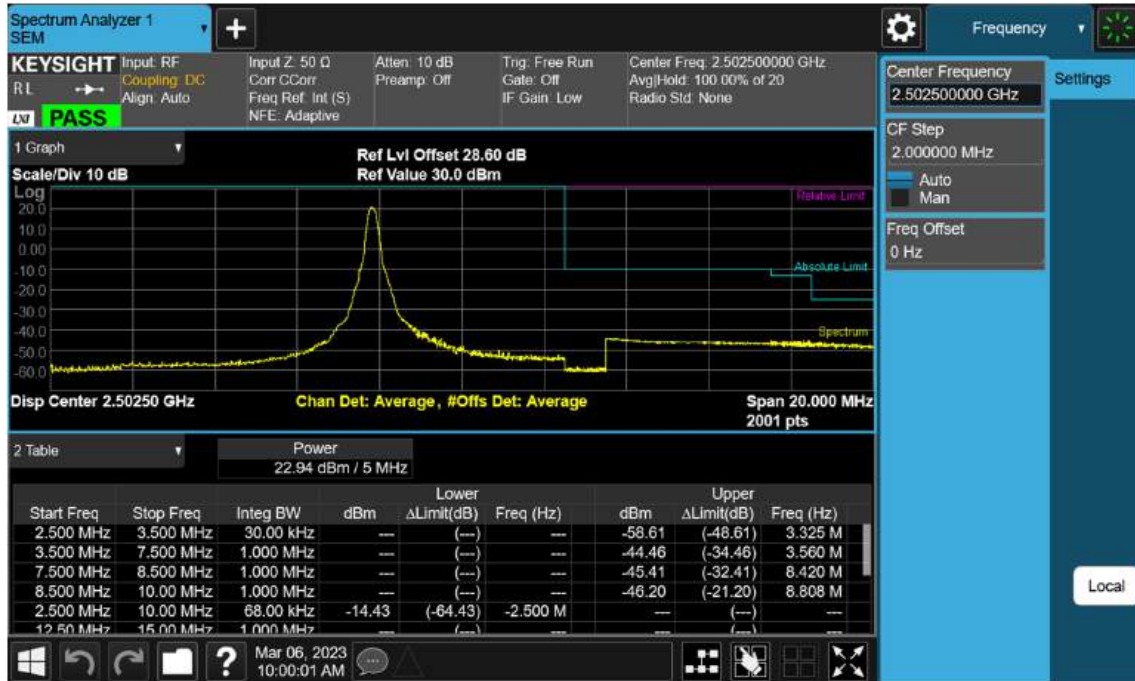 Spectrum Analyzer 1
SEM
Frequency
KEYSIGHT
RL
LXI PASS
Input: RF
Coupling: DC
Align: Auto
Input Z: 50 Ω
Corr CCorr
Freq Ref: Int (S)
NFE: Adaptive
Atten: 10 dB
Preamp: Off
Trig: Free Run
Gate: Off
IF Gain: Low
Center Freq: 2.502500000 GHz
Avg|Hold: 100.00% of 20
Radio Std: None
Center Frequency
2.502500000 GHz
Settings
CF Step
2.000000 MHz
Auto
Man
Freq Offset
0 Hz
1 Graph
Scale/Div 10 dB
Ref Lvl Offset 28.60 dB
Ref Value 30.0 dBm
Log
20.0
10.0
0.00
-10.0
-20.0
-30.0
-40.0
-50.0
-60.0
Relative Limit
Absolute Limit
Spectrum
Disp Center 2.50250 GHz
Chan Det: Average, #Offs Det: Average
Span 20.000 MHz
2001 pts
2 Table
Power
22.94 dBm / 5 MHz
Lower Upper
Start Freq Stop Freq Integ BW dBm ΔLimit(dB) Freq (Hz) dBm ΔLimit(dB) Freq (Hz)
2.500 MHz 3.500 MHz 30.00 kHz --- (---) --- -58.61 (-48.61) 3.325 M
3.500 MHz 7.500 MHz 1.000 MHz --- (---) --- -44.46 (-34.46) 3.560 M
7.500 MHz 8.500 MHz 1.000 MHz --- (---) --- -45.41 (-32.41) 8.420 M
8.500 MHz 10.00 MHz 1.000 MHz --- (---) --- -46.20 (-21.20) 8.808 M
2.500 MHz 10.00 MHz 68.00 kHz -14.43 (-64.43) -2.500 M --- (---) ---
12.50 MHz 15.00 MHz 1.000 MHz --- (---) --- --- (---) ---
Local
?
Mar 06, 2023
10:00:01 AM